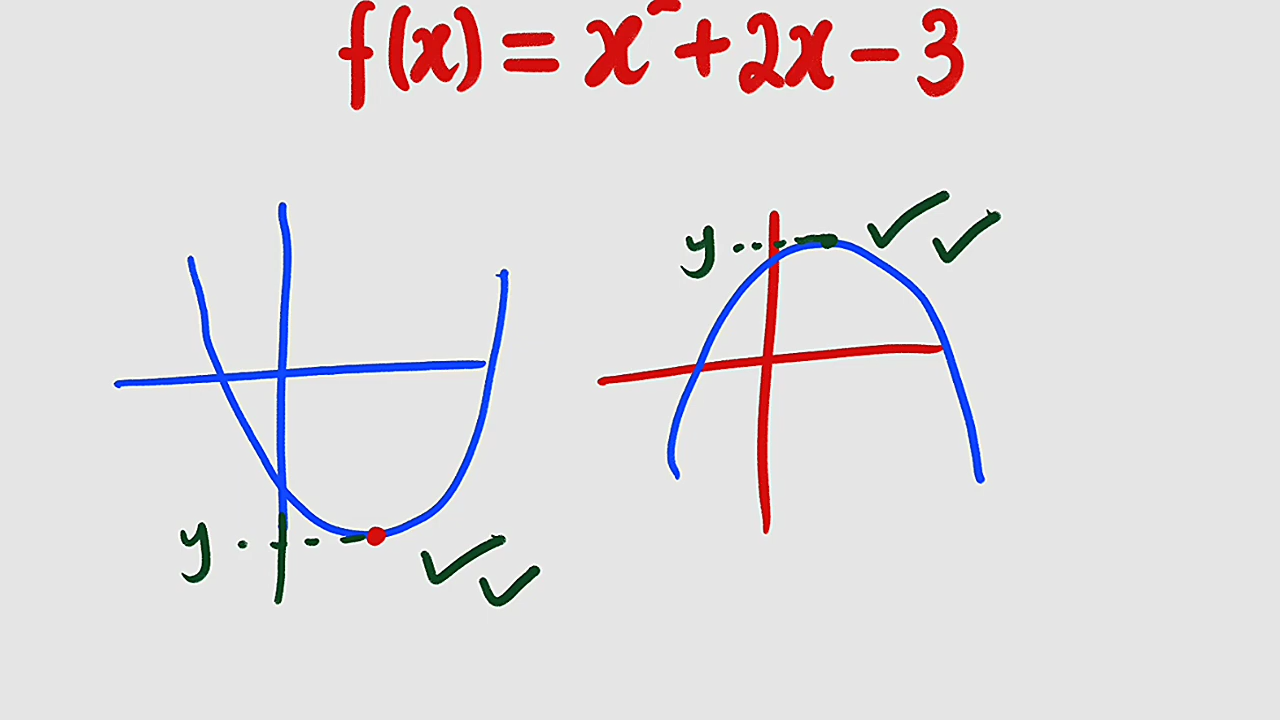 f(x) = x² + 2x - 3
y
y